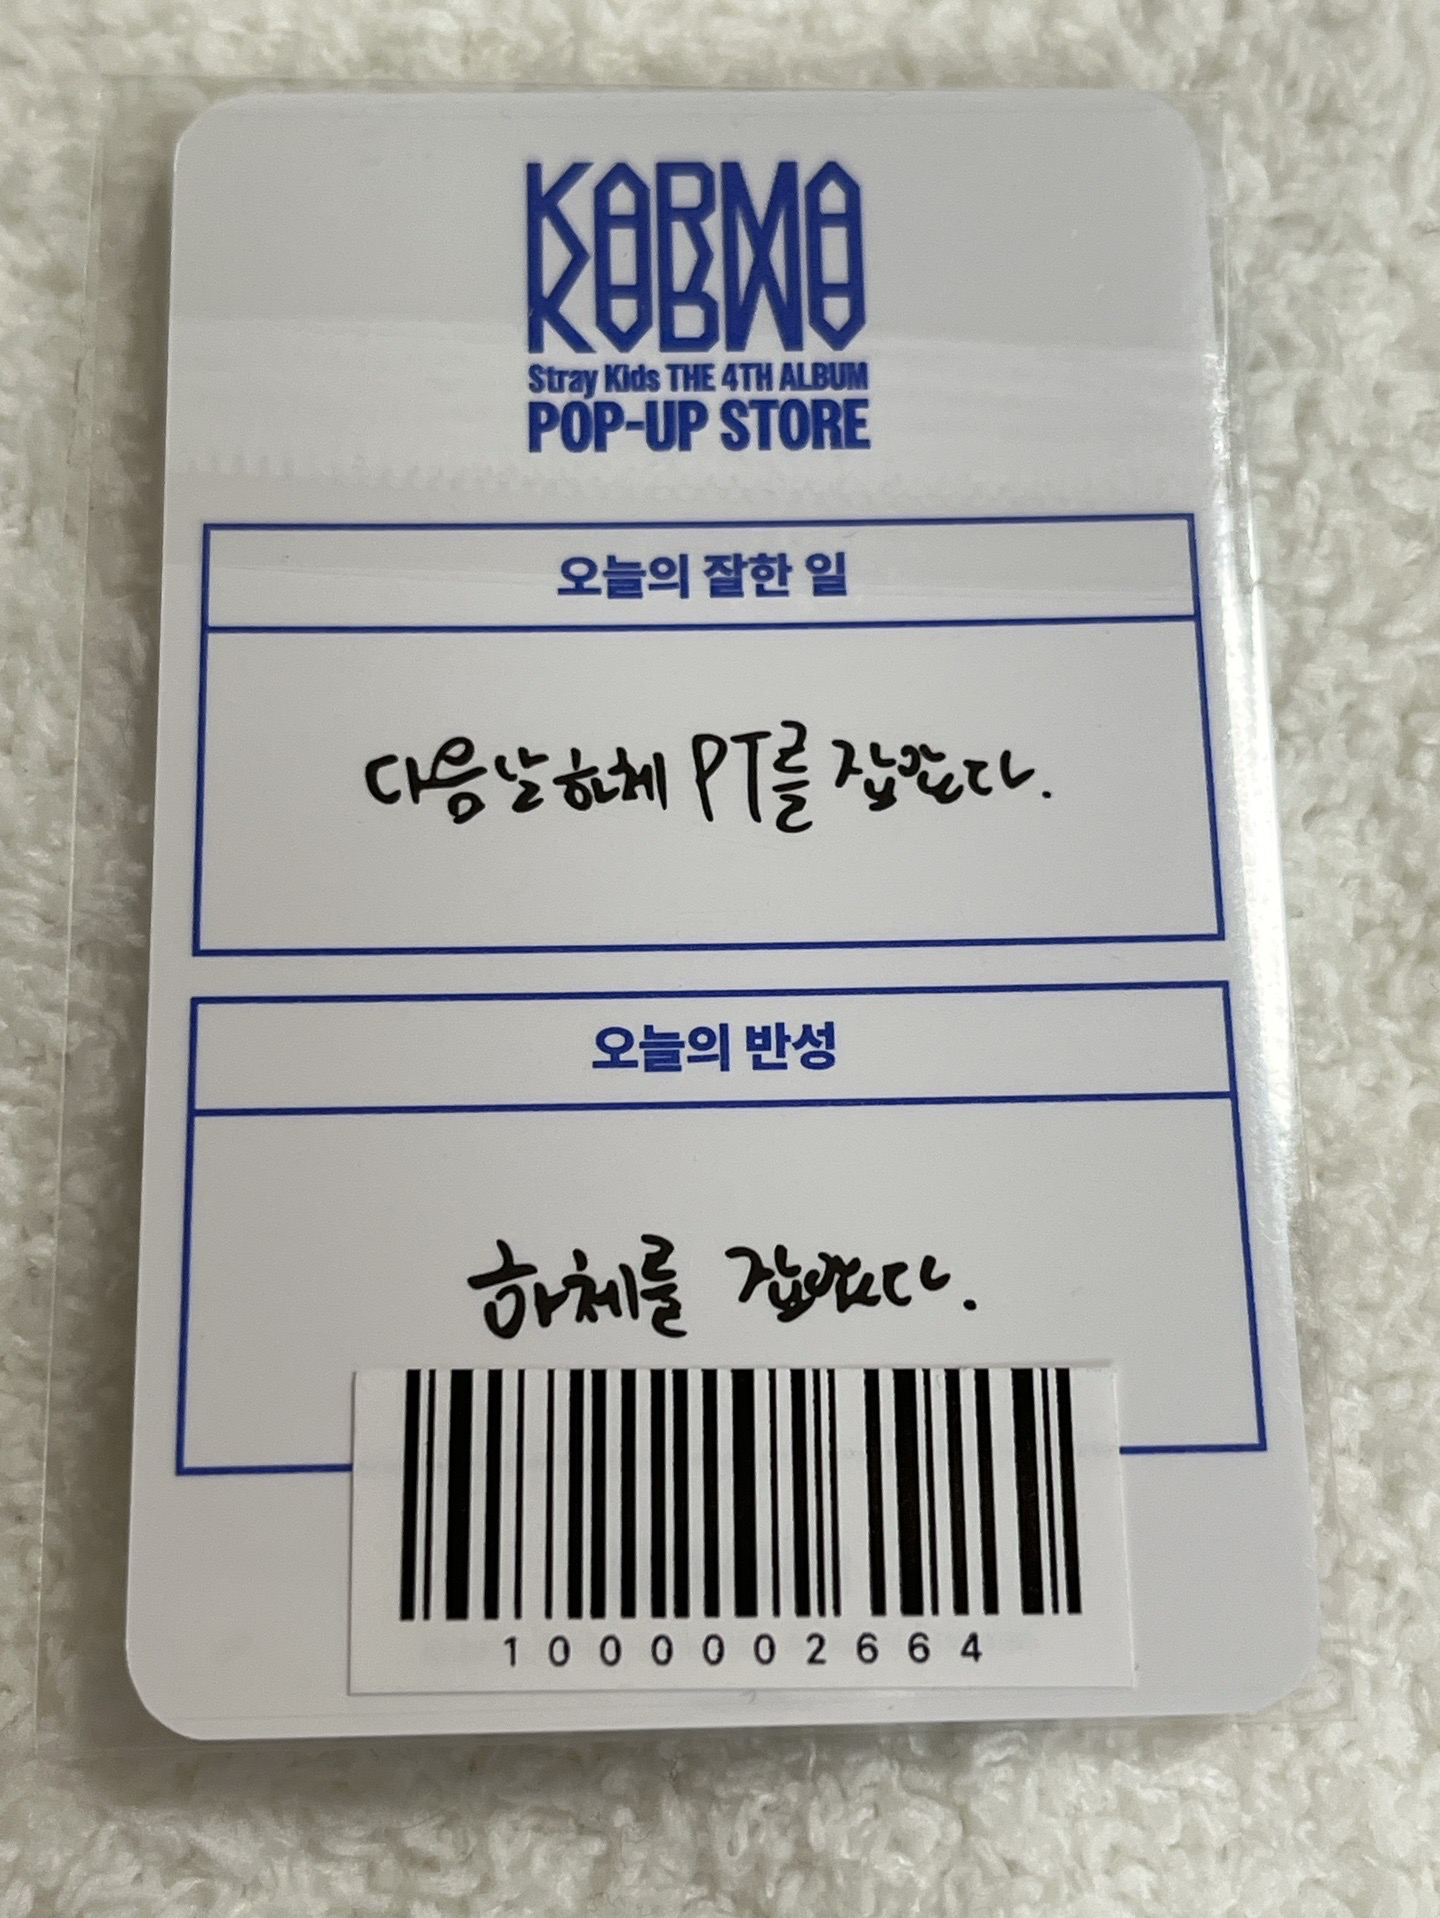 KARMA
Stray Kids THE 4TH ALBUM
POP-UP STORE
오늘의 잘한 일
다음날 하체 PT를 잡았다.
오늘의 반성
하체를 잡았다.
1000002664